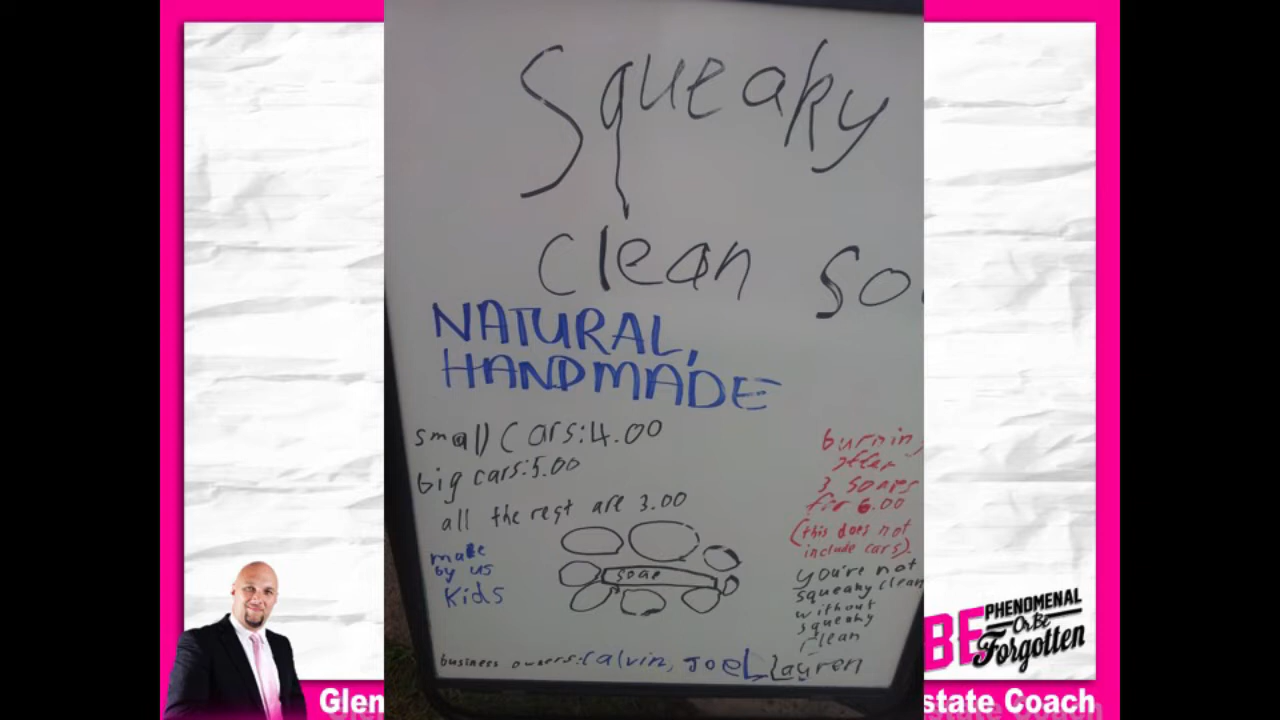 Squeaky
clean so
NATURAL,
HANDMADE
small cars:4.00
big cars:5.00
all the rest are 3.00
made
by us
Kids
soae
burnin
offer
3 soaps
for 6.00
(this does not
include cars).
you're not
squeaky clean
without
squeaky
clean
business owners:Calvin, Joel, Lauren
BE PHENOMENAL
Or Be
Forgotten
Glen
state Coach